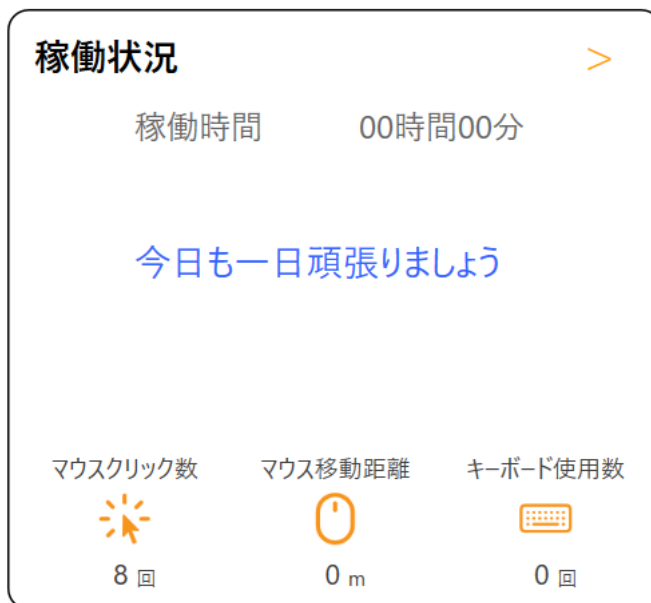 稼働状況 >
稼働時間 00時間00分
今日も一日頑張りましょう
マウスクリック数 マウス移動距離 キーボード使用数
8 回 0 m 0 回